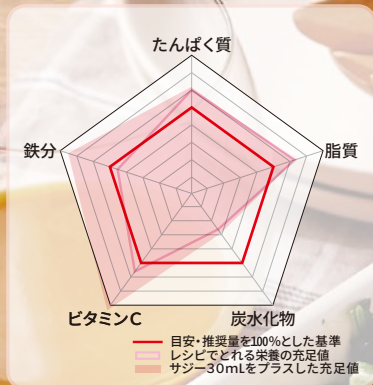 たんぱく質
鉄分
脂質
ビタミンC
炭水化物
目安・推奨量を100%とした基準
レシピでとれる栄養の充足値
サジー30mLをプラスした充足値